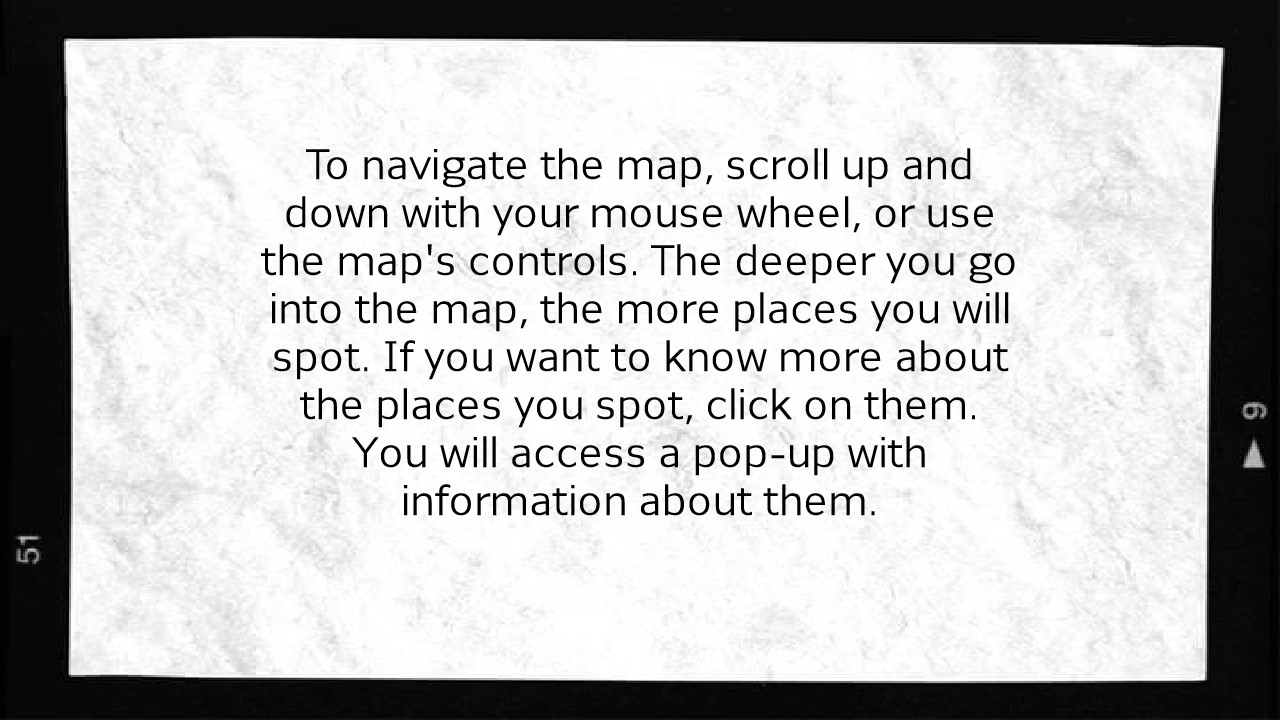 To navigate the map, scroll up and
down with your mouse wheel, or use
the map's controls. The deeper you go
into the map, the more places you will
spot. If you want to know more about
the places you spot, click on them.
You will access a pop-up with
information about them.
51
9